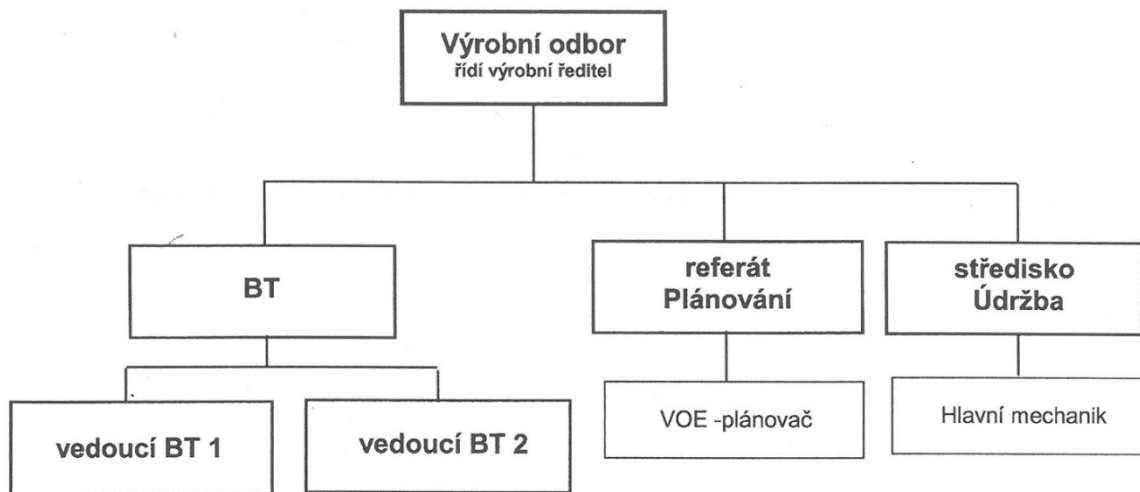 Výrobní odbor
řídí výrobní ředitel
BT
referát
Plánování
středisko
Údržba
vedoucí BT 1
vedoucí BT 2
VOE -plánovač
Hlavní mechanik